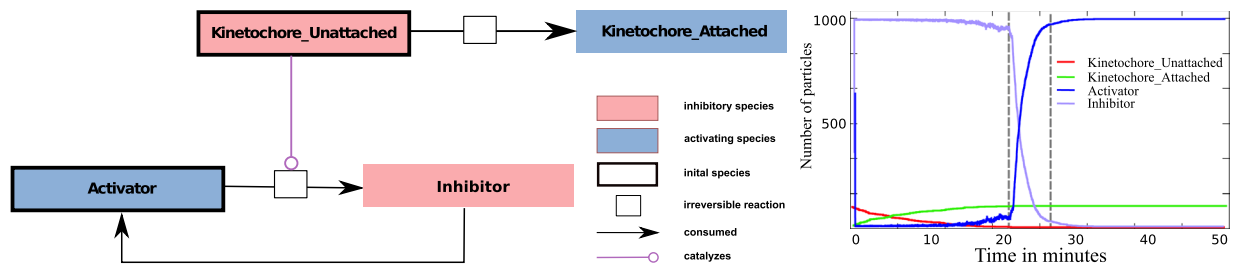 Kinetochore_Unattached
Kinetochore_Attached
Activator
Inhibitor
inhibitory species
activating species
inital species
irreversible reaction
consumed
catalyzes
Number of particles
1000
500
0
10
20
30
40
50
Time in minutes
Kinetochore_Unattached
Kinetochore_Attached
Activator
Inhibitor